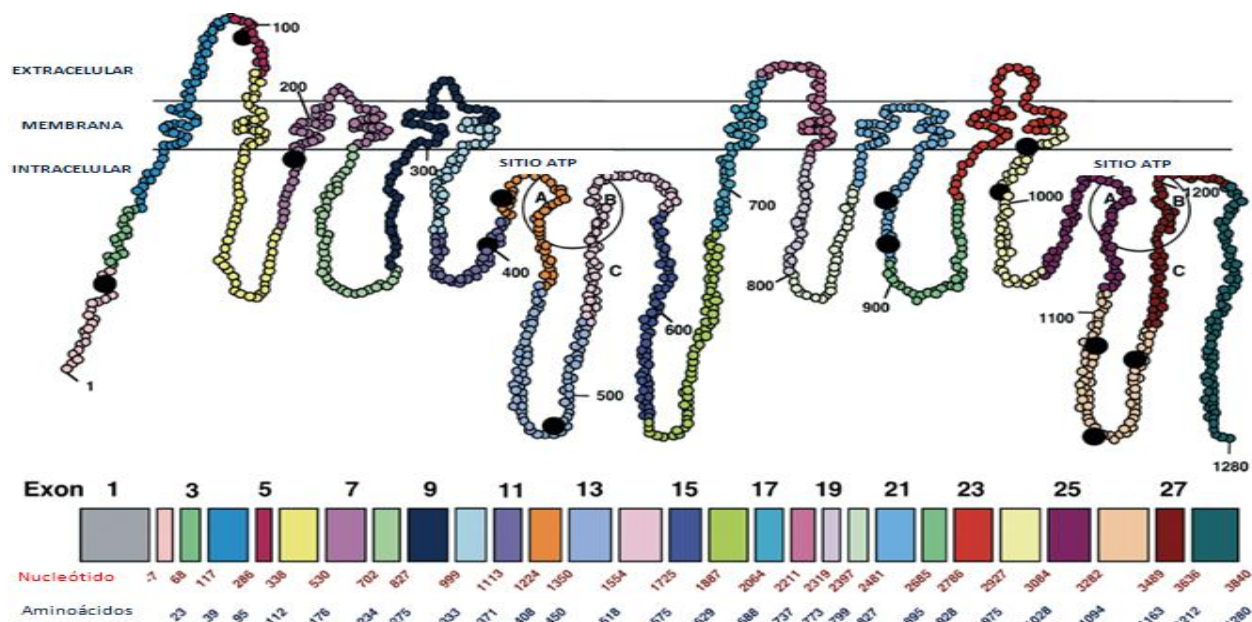 100
EXTRACELULAR
200
MEMBRANA
INTRACELULAR
300
SITIO ATP
SITIO ATP
A
B
700
1000
A
1200
B
400
C
800
900
C
600
1100
1
500
1280
Exon 1 3 5 7 9 11 13 15 17 19 21 23 25 27
Nucleótido -7 68 117 286 338 530 702 827 999 1113 1224 1350 1554 1725 1887 2064 2211 2319 2397 2481 2685 2786 2927 3084 3282 3489 3636 3840
Aminoácidos 23 39 95 112 176 234 275 333 371 408 450 518 575 629 688 737 773 799 827 895 928 975 1028 1094 1163 1212 1280